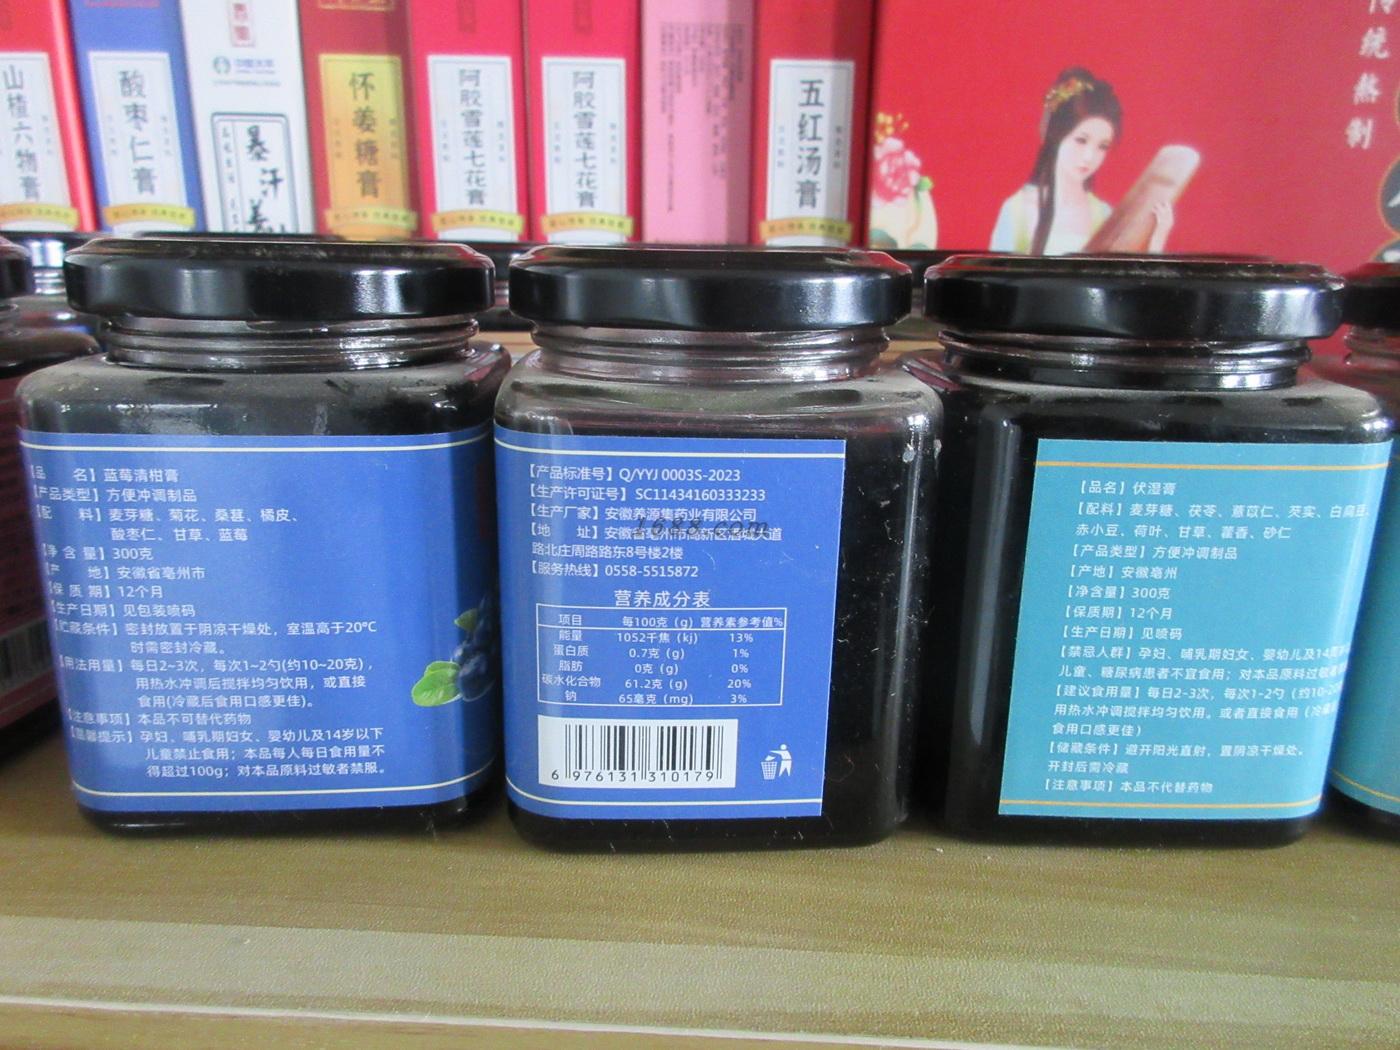 山楂六物膏
酸枣仁膏
怀姜糖膏
阿胶雪莲七花膏
阿胶雪莲七花膏
五红汤膏
传统熬制
【品 名】蓝莓清柑膏
【产品类型】方便冲调制品
【配 料】麦芽糖、菊花、桑葚、橘皮、
酸枣仁、甘草、蓝莓
【净 含 量】300克
【产 地】安徽省亳州市
【保 质 期】12个月
【生产日期】见包装喷码
【贮藏条件】密封放置于阴凉干燥处，室温高于20℃
时需密封冷藏。
【用法用量】每日2~3次，每次1~2勺(约10~20克)，
用热水冲调后搅拌均匀饮用，或直接
食用(冷藏后食用口感更佳)。
【注意事项】本品不可替代药物
【温馨提示】孕妇、哺乳期妇女、婴幼儿及14岁以下
儿童禁止食用；本品每人每日食用量不
得超过100g；对本品原料过敏者禁服。
【产品标准号】Q/YYJ 0003S-2023
【生产许可证号】SC11434160333233
【生产厂家】安徽养源集药业有限公司
【地 址】安徽省亳州市高新区酒城大道
路北庄周路路东8号楼2楼
【服务热线】0558-5515872
1688.com
营养成分表
项目 每100克（g) 营养素参考值%
能量 1052千焦（kj) 13%
蛋白质 0.7克（g) 1%
脂肪 0克（g) 0%
碳水化合物 61.2克（g) 20%
钠 65毫克（mg) 3%
6 976131 310179
【品名】伏湿膏
【配料】麦芽糖、茯苓、薏苡仁、芡实、白扁豆、
赤小豆、荷叶、甘草、藿香、砂仁
【产品类型】方便冲调制品
【产地】安徽亳州
【净含量】300克
【保质期】12个月
【生产日期】见喷码
【禁忌人群】孕妇、哺乳期妇女、婴幼儿及14
儿童、糖尿病患者不宜食用；对本品原料过敏者
【建议食用量】每日2-3次，每次1-2勺（约10-20
用热水冲调搅拌均匀饮用。或者直接食用（冷藏
食用口感更佳）
【储藏条件】避开阳光直射，置阴凉干燥处。
开封后需冷藏
【注意事项】本品不代替药物